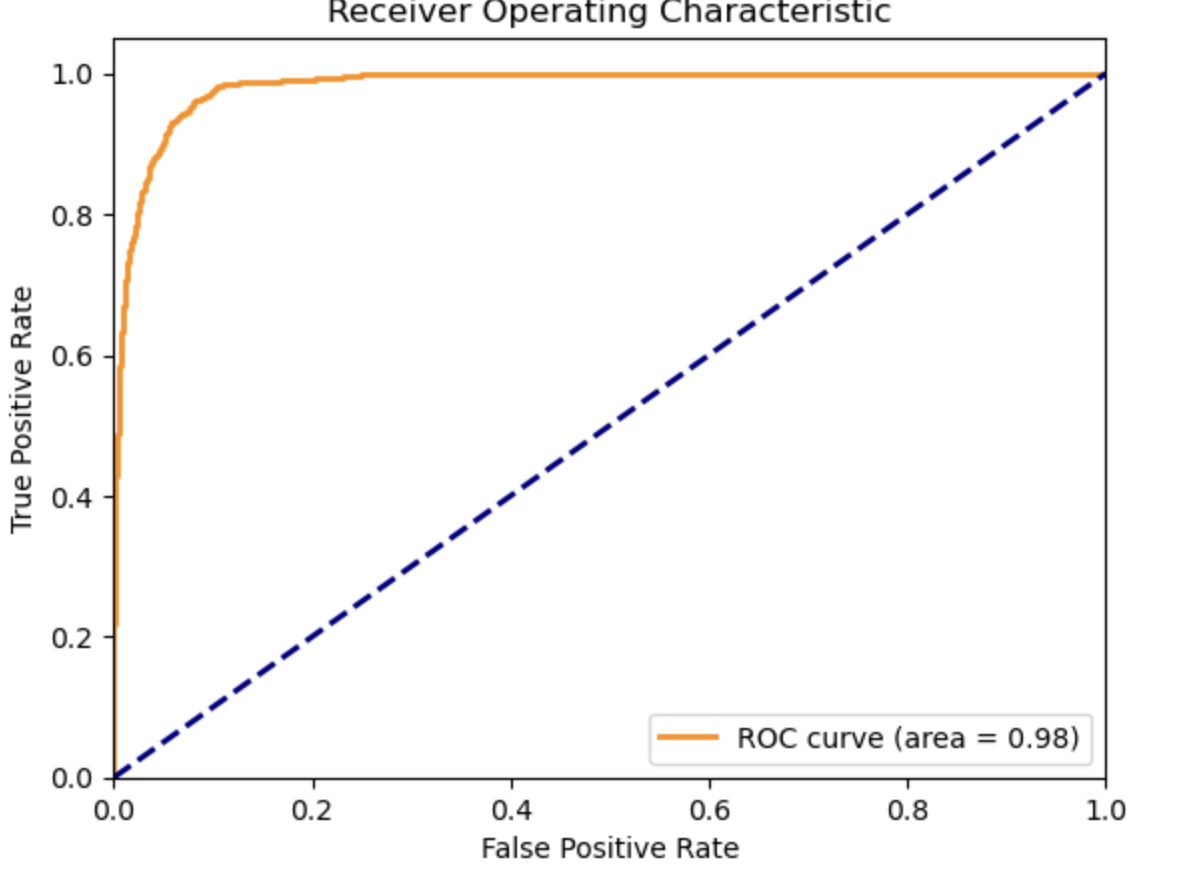 Receiver Operating Characteristic
True Positive Rate
1.0
0.8
0.6
0.4
0.2
0.0
ROC curve (area = 0.98)
0.0 0.2 0.4 0.6 0.8 1.0
False Positive Rate